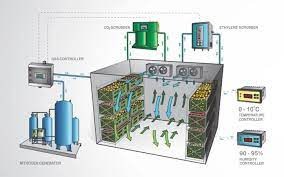 CO₂ SCRUBBER
ETHYLENE SCRUBBER
GAS CONTROLLER
0 - 10°C
TEMPERATURE
CONTROLLER
90 - 95%
HUMIDITY CONTROLLER
NITROGEN GENERATOR